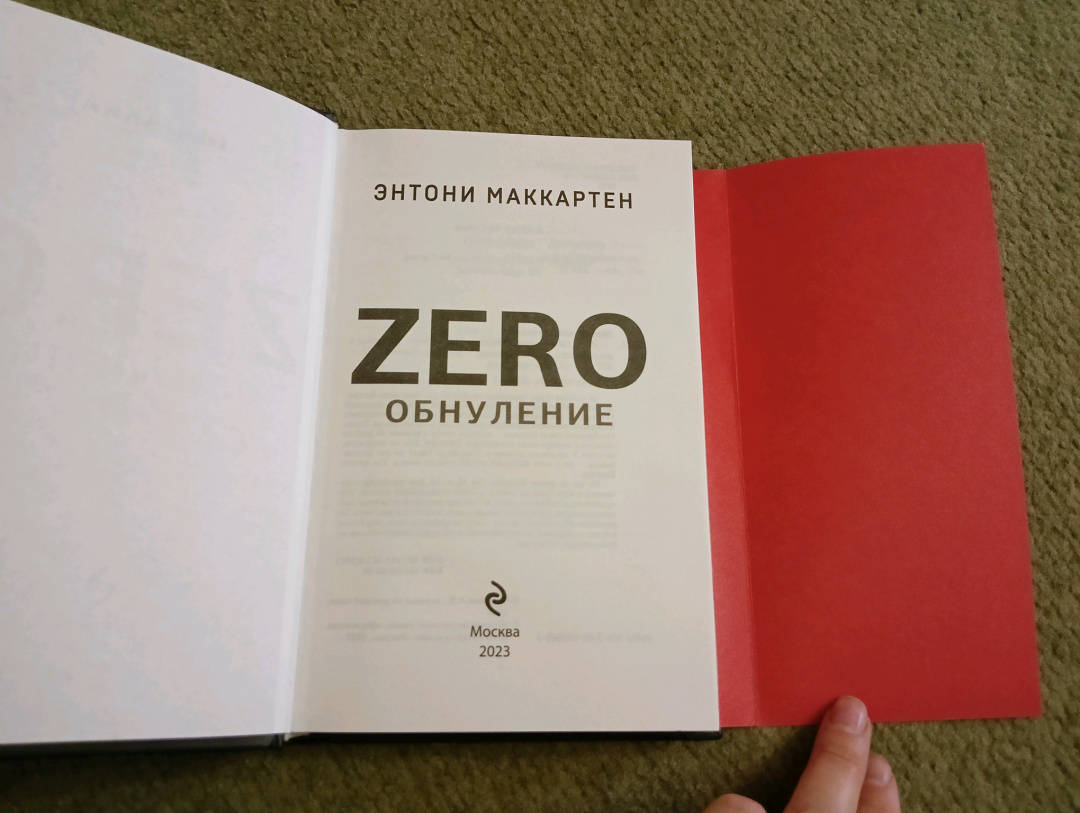 ЭНТОНИ МАККАРТЕН
ZERO
ОБНУЛЕНИЕ
Москва
2023